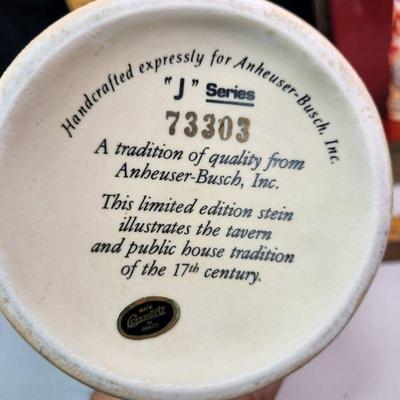 Handcrafted expressly for Anheuser-Busch, Inc.
"J" Series
73303
A tradition of quality from
Anheuser-Busch, Inc.
This limited edition stein
illustrates the tavern
and public house tradition
of the 17th century.
Ceramarte